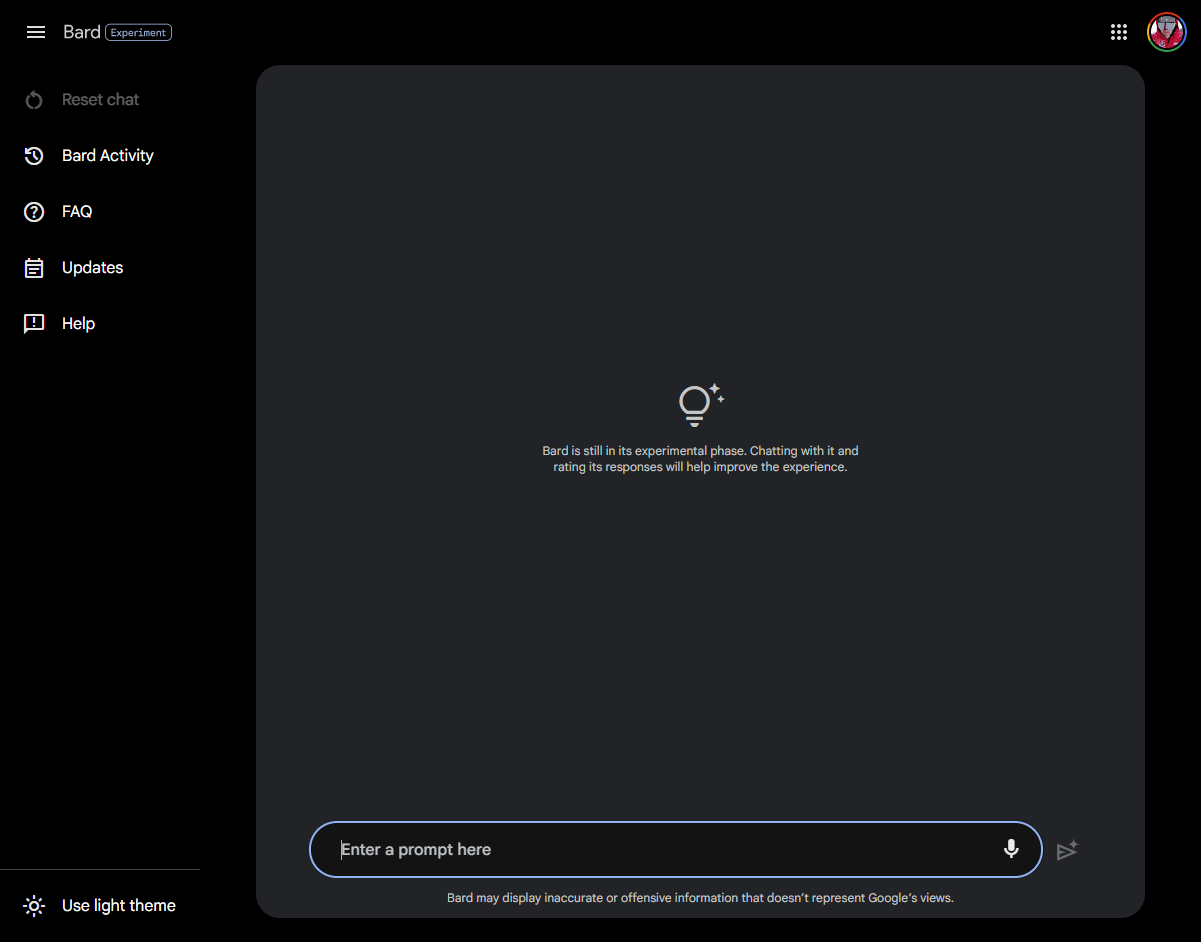 Bard Experiment
Reset chat
Bard Activity
FAQ
Updates
Help
Bard is still in its experimental phase. Chatting with it and
rating its responses will help improve the experience.
Enter a prompt here
Bard may display inaccurate or offensive information that doesn’t represent Google’s views.
Use light theme